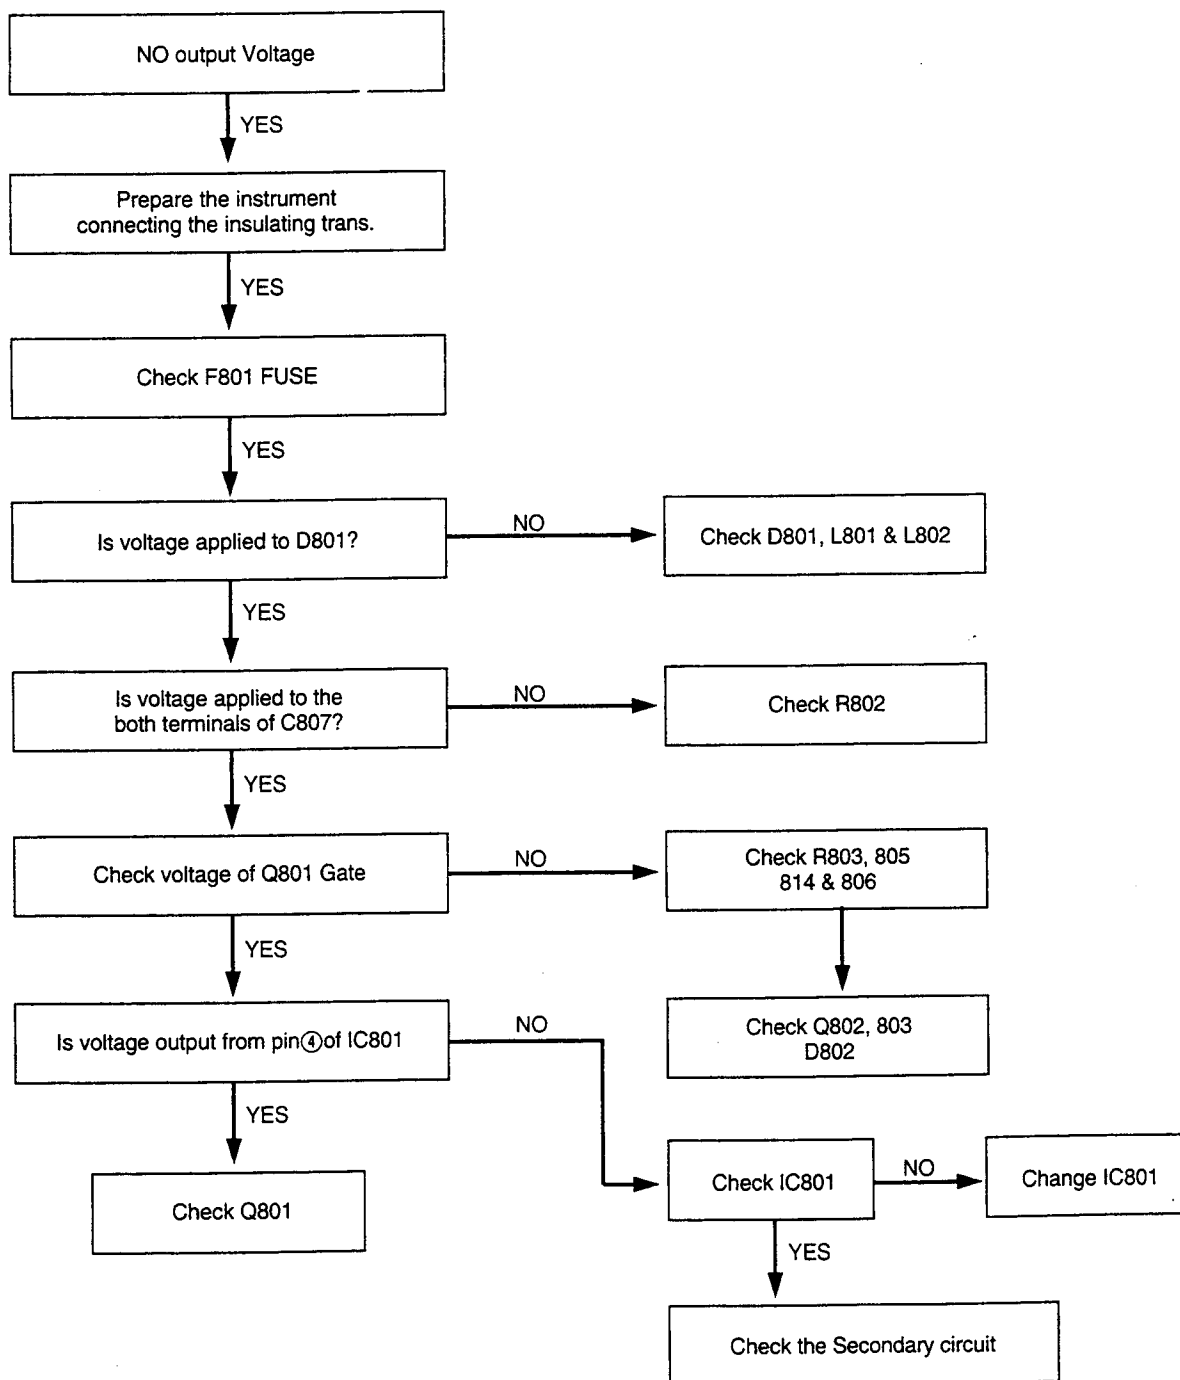 NO output Voltage
YES
Prepare the instrument
connecting the insulating trans.
YES
Check F801 FUSE
YES
Is voltage applied to D801?
NO
Check D801, L801 & L802
YES
Is voltage applied to the
both terminals of C807?
NO
Check R802
YES
Check voltage of Q801 Gate
NO
Check R803, 805
814 & 806
YES
Is voltage output from pin④of IC801
NO
Check Q802, 803
D802
YES
Check Q801
Check IC801
NO
Change IC801
YES
Check the Secondary circuit